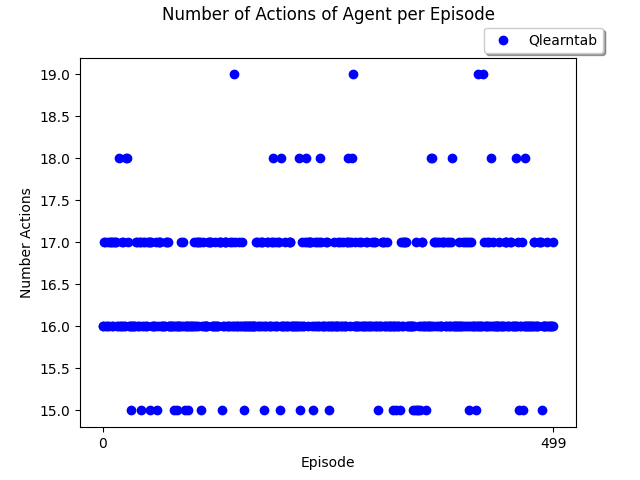 Number of Actions of Agent per Episode
Qlearntab
19.0
18.5
18.0
17.5
17.0
16.5
16.0
15.5
15.0
Number Actions
0 499
Episode